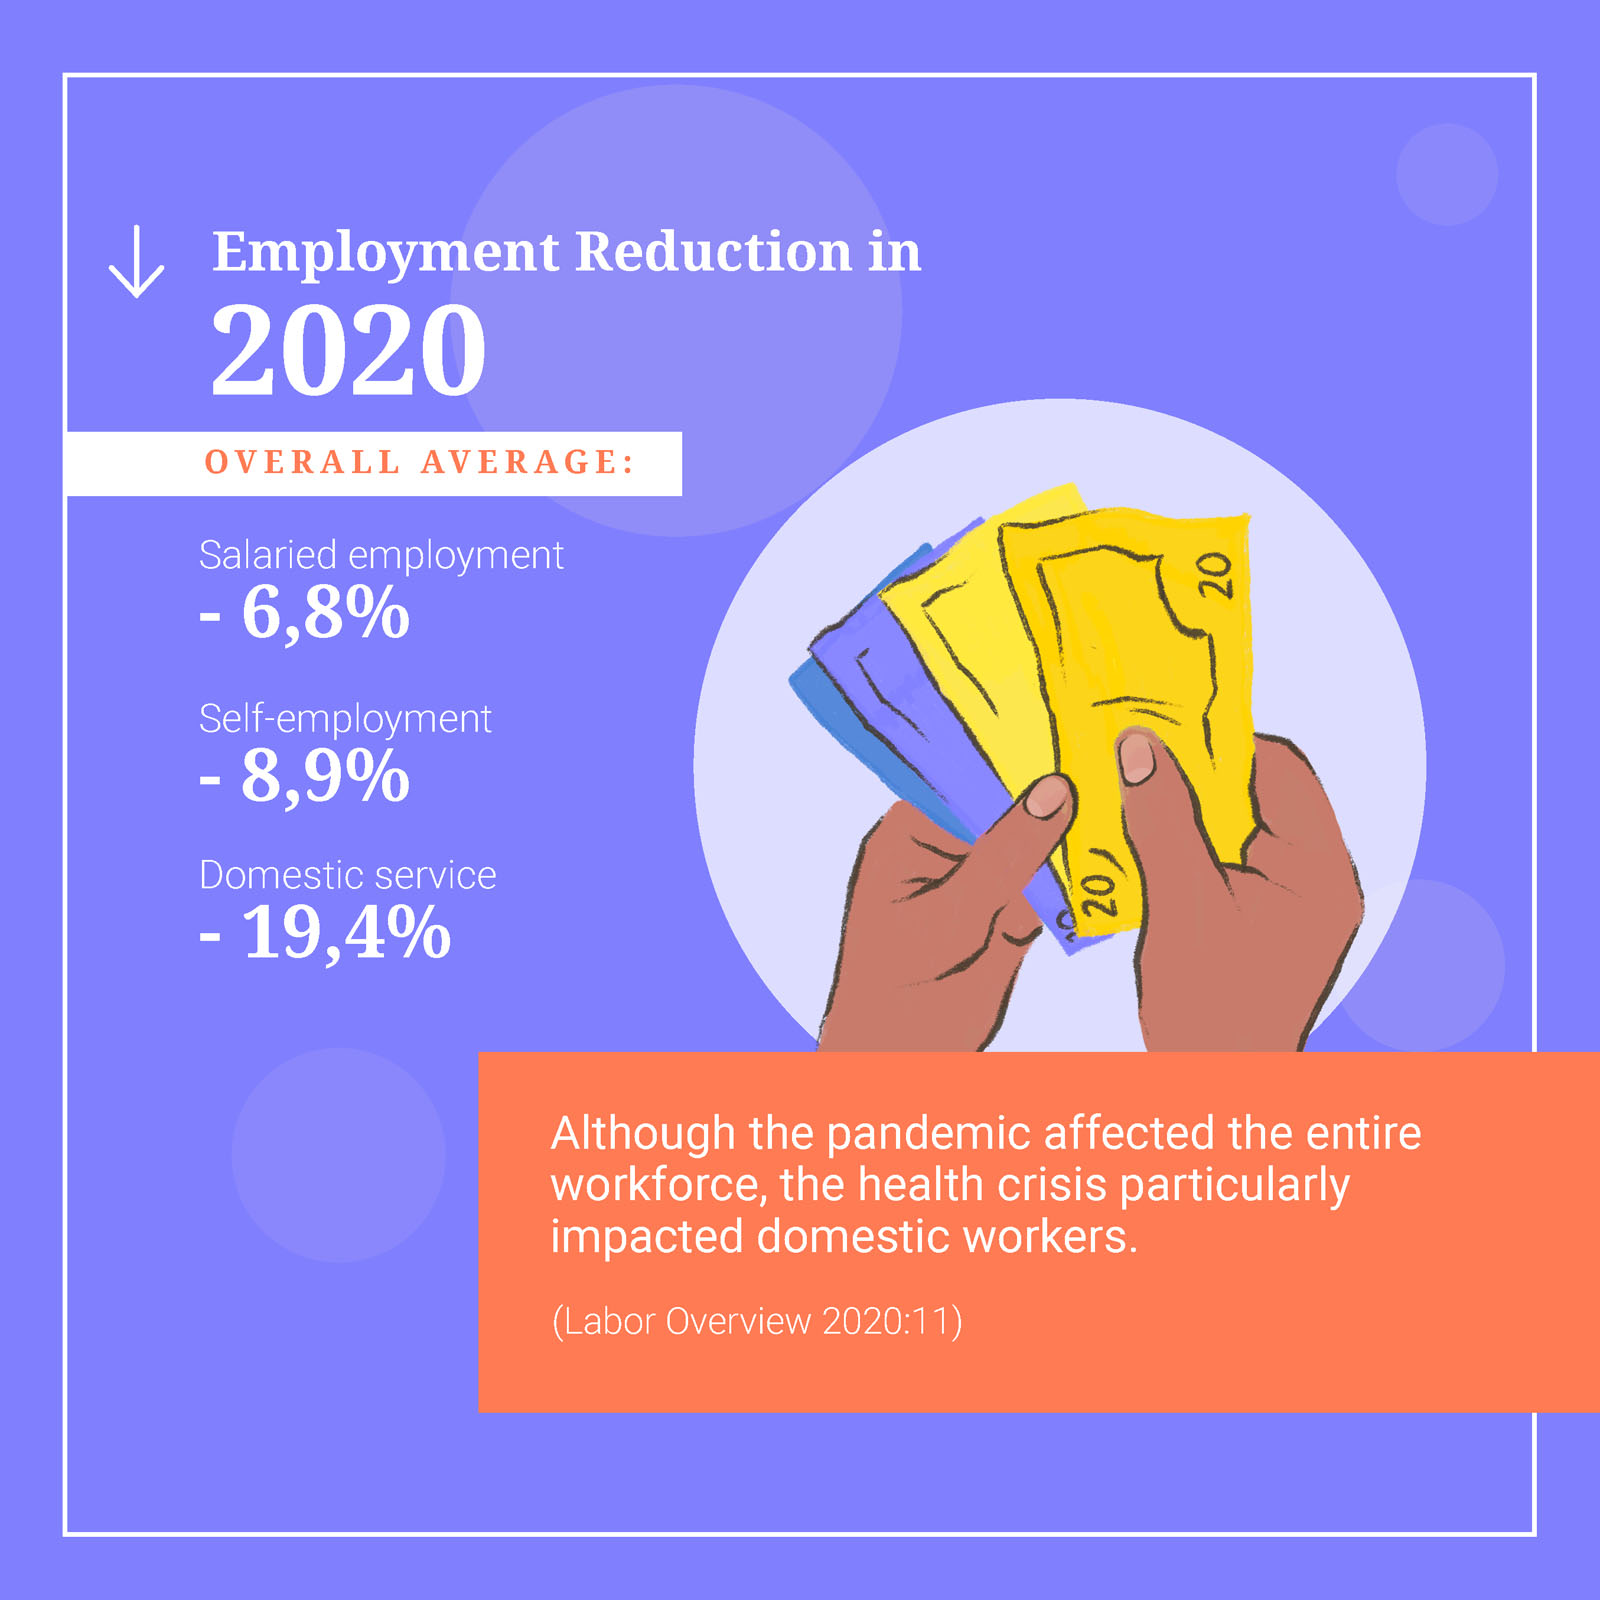 Employment Reduction in
2020
OVERALL AVERAGE:
Salaried employment
- 6,8%
Self-employment
- 8,9%
Domestic service
- 19,4%
20
20
Although the pandemic affected the entire
workforce, the health crisis particularly
impacted domestic workers.
(Labor Overview 2020:11)